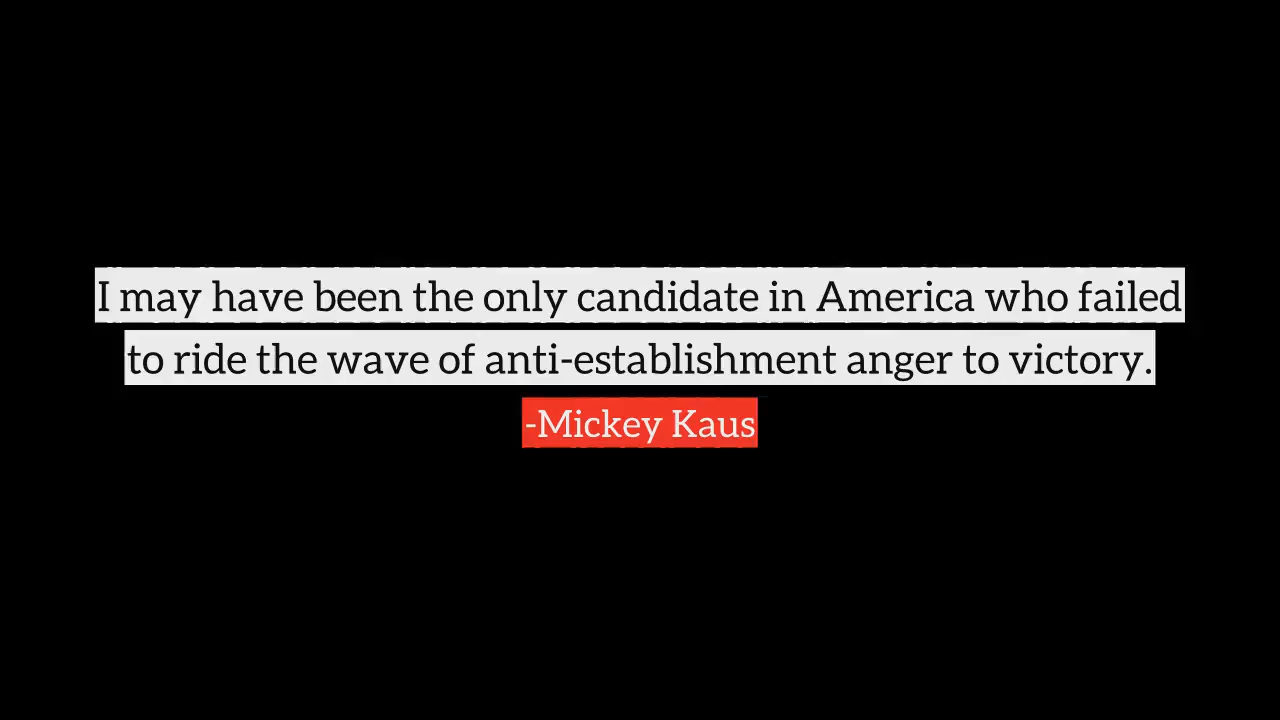 I may have been the only candidate in America who failed
to ride the wave of anti-establishment anger to victory.
-Mickey Kaus